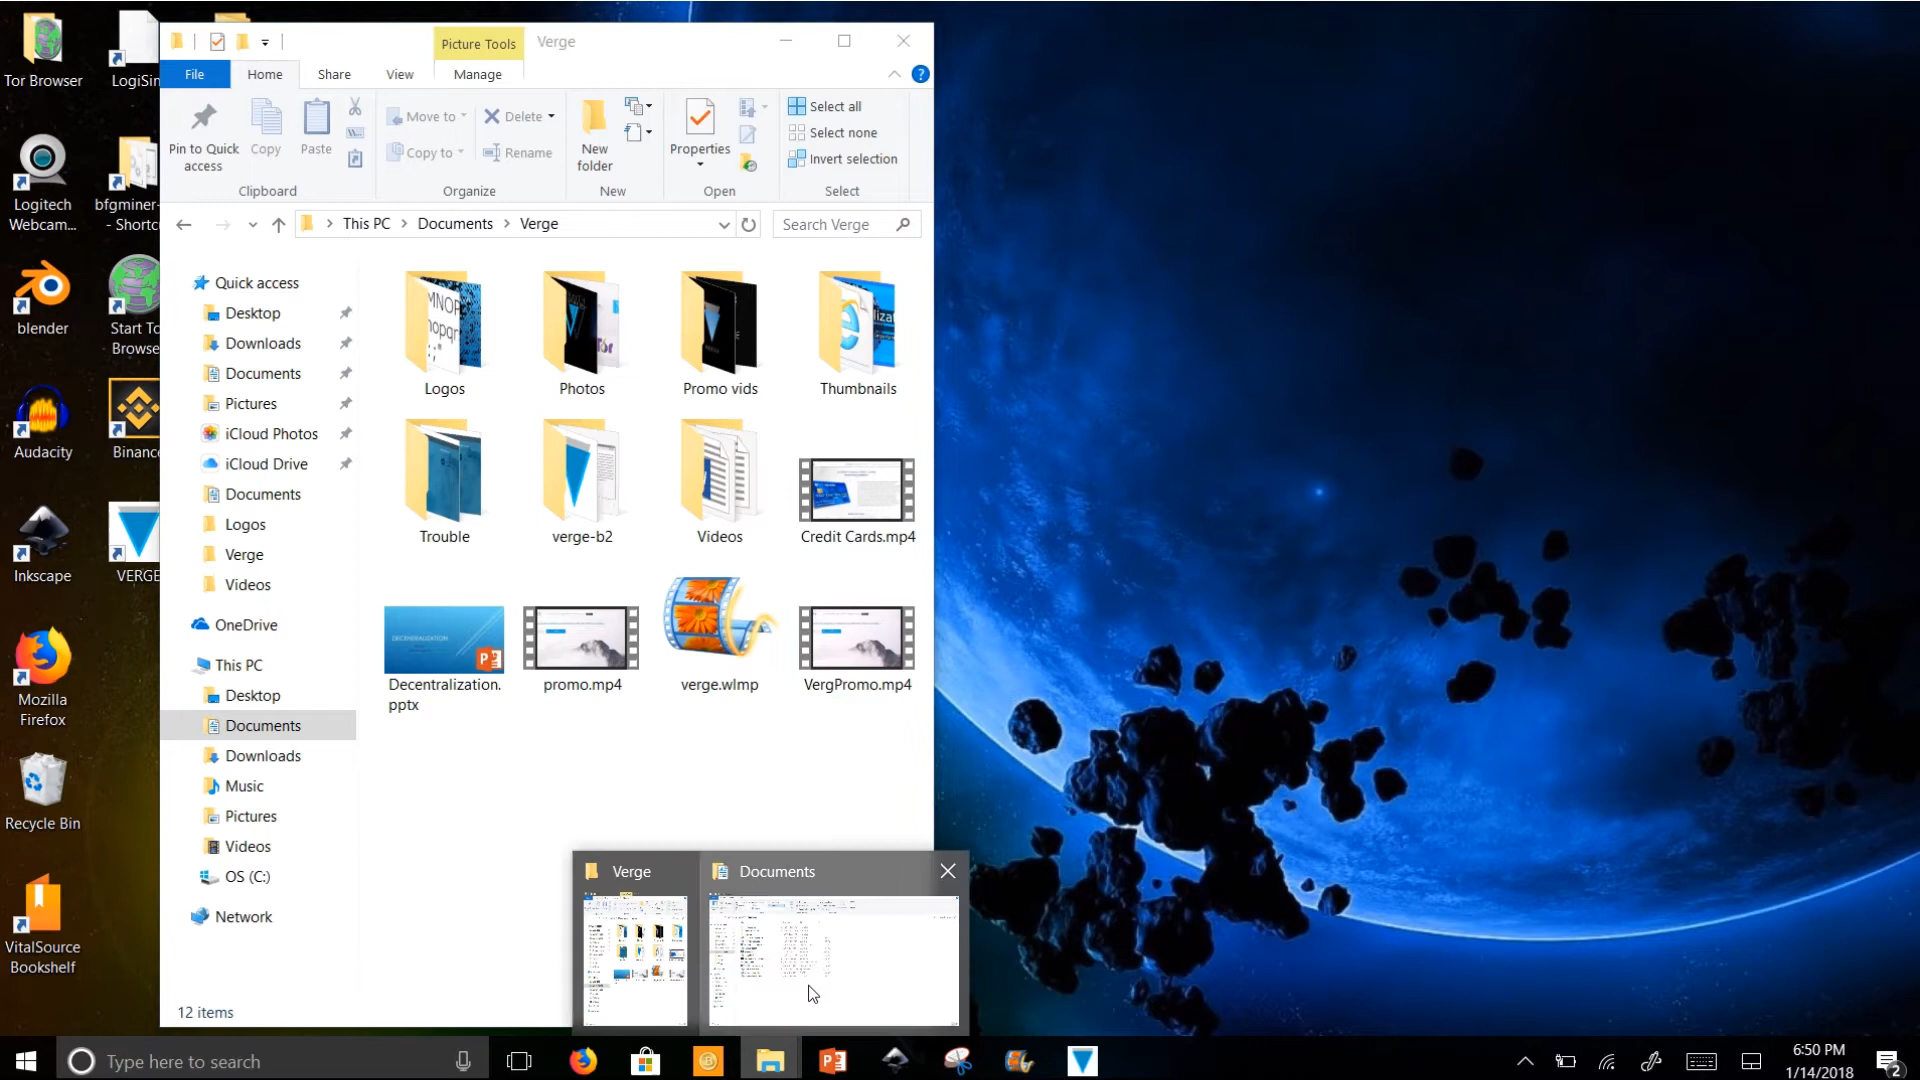 Picture Tools
Verge
File
Home
Share
View
Manage
Pin to Quick
access
Copy
Paste
Move to
Copy to
Delete
Rename
New
folder
Properties
Select all
Select none
Invert selection
Clipboard
Organize
New
Open
Select
This PC
Documents
Verge
Search Verge
Quick access
Desktop
Downloads
Documents
Pictures
iCloud Photos
iCloud Drive
Documents
Logos
Verge
Videos
OneDrive
This PC
Desktop
Documents
Downloads
Music
Pictures
Videos
OS (C:)
Network
Logos
Photos
Promo vids
Thumbnails
Trouble
verge-b2
Videos
Credit Cards.mp4
Decentralization.
pptx
promo.mp4
verge.wlmp
VergPromo.mp4
12 items
Tor Browser
LogiSin
Logitech
Webcam...
bfgminer-
- Shortcu
blender
Start To
Browse
Audacity
Binance
Inkscape
VERGE
Mozilla
Firefox
Recycle Bin
VitalSource
Bookshelf
Verge
Documents
Type here to search
6:50 PM
1/14/2018
2